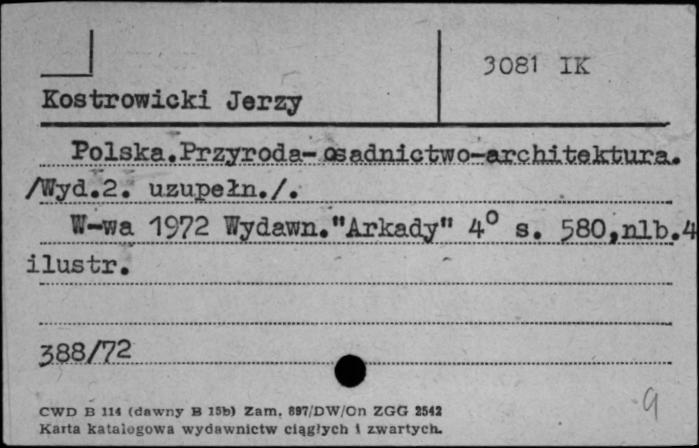 3081 IK
Kostrowicki Jerzy
Polska.Przyroda-osadnictwo-architektura.
/Wyd.2. uzupełn./.
W-wa 1972 Wydawn."Arkady" 4° s. 580,nlb.4
ilustr.
388/72
9
CWD B 114 (dawny B 15b) Zam. 897/DW/On ZGG 2542
Karta katalogowa wydawnictw ciągłych i zwartych.